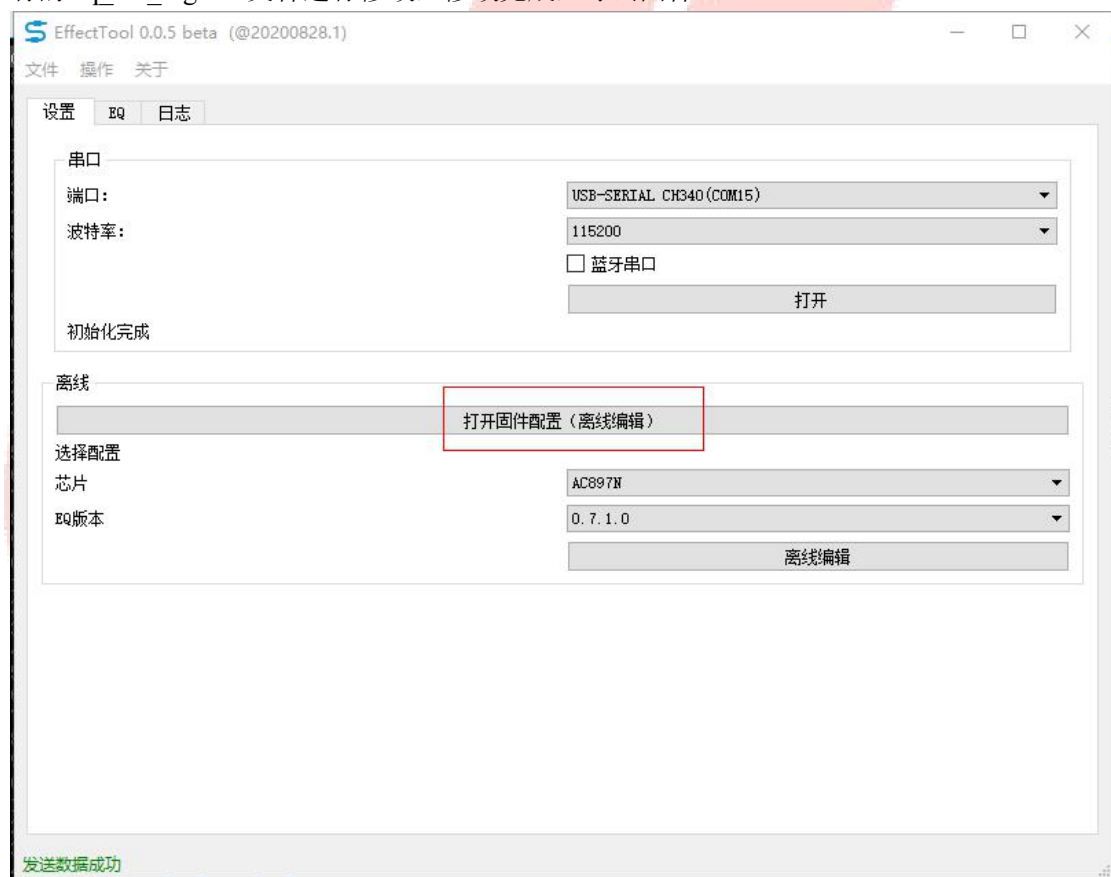 EffectTool 0.0.5 beta (@20200828.1)
文件 操作 关于
设置 EQ 日志
串口
端口: USB-SERIAL CH340(COM15)
波特率: 115200
蓝牙串口
打开
初始化完成
离线
打开固件配置（离线编辑）
选择配置
芯片 AC897N
EQ版本 0.7.1.0
离线编辑
发送数据成功